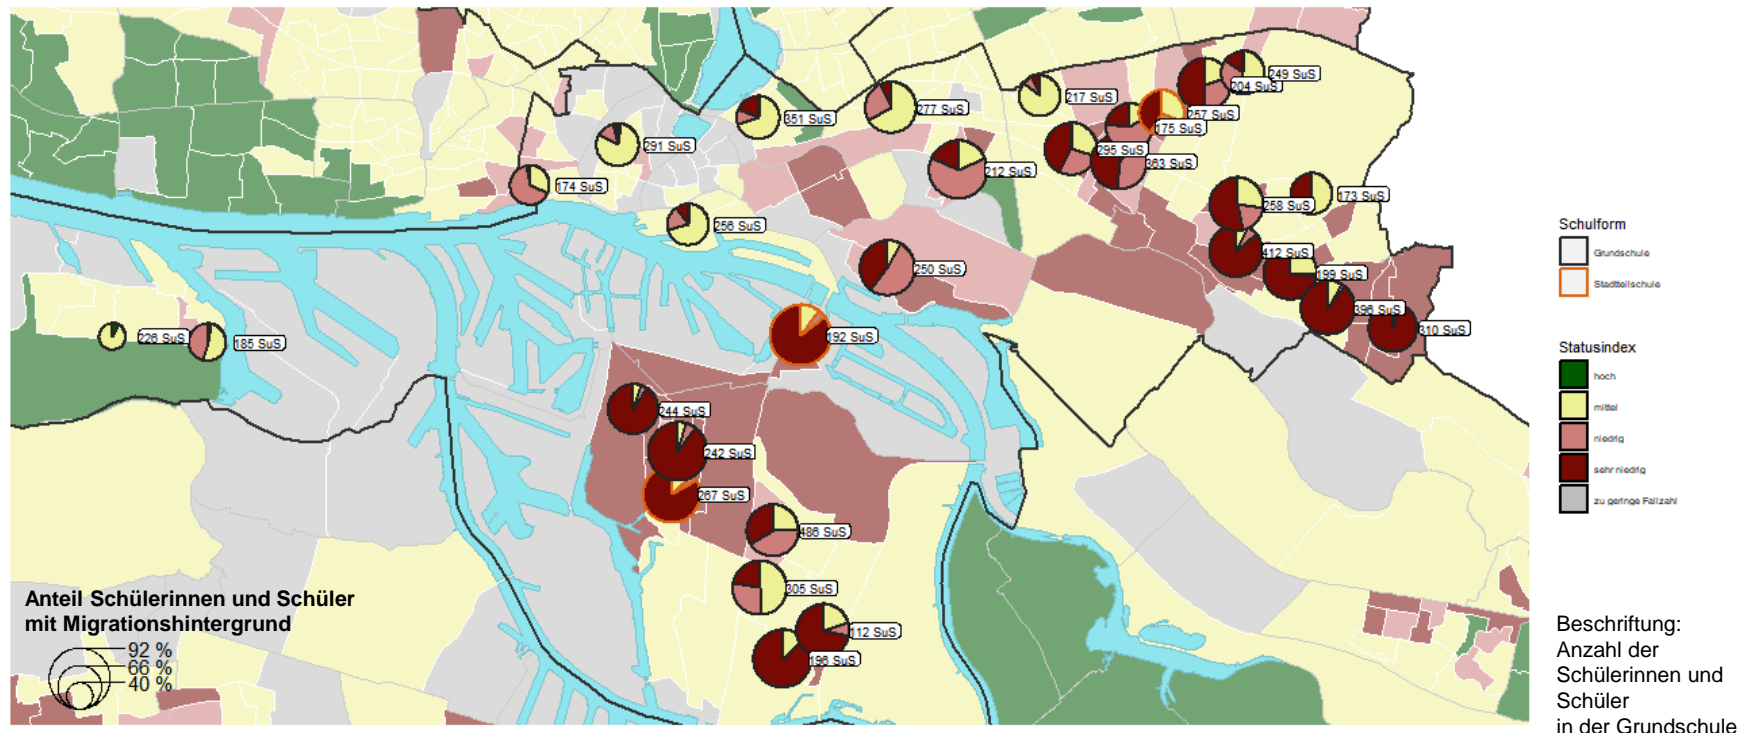 249 SuS
204 SuS
217 SuS
277 SuS
257 SuS
351 SuS
175 SuS
291 SuS
295 SuS
363 SuS
212 SuS
174 SuS
173 SuS
258 SuS
256 SuS
412 SuS
250 SuS
199 SuS
396 SuS
310 SuS
192 SuS
226 SuS
185 SuS
244 SuS
242 SuS
267 SuS
486 SuS
305 SuS
112 SuS
196 SuS
Anteil Schülerinnen und Schüler
mit Migrationshintergrund
92 %
66 %
40 %
Schulform
Grundschule
Stadtteilschule
Statusindex
hoch
mittel
niedrig
sehr niedrig
zu geringe Fallzahl
Beschriftung:
Anzahl der
Schülerinnen und
Schüler
in der Grundschule